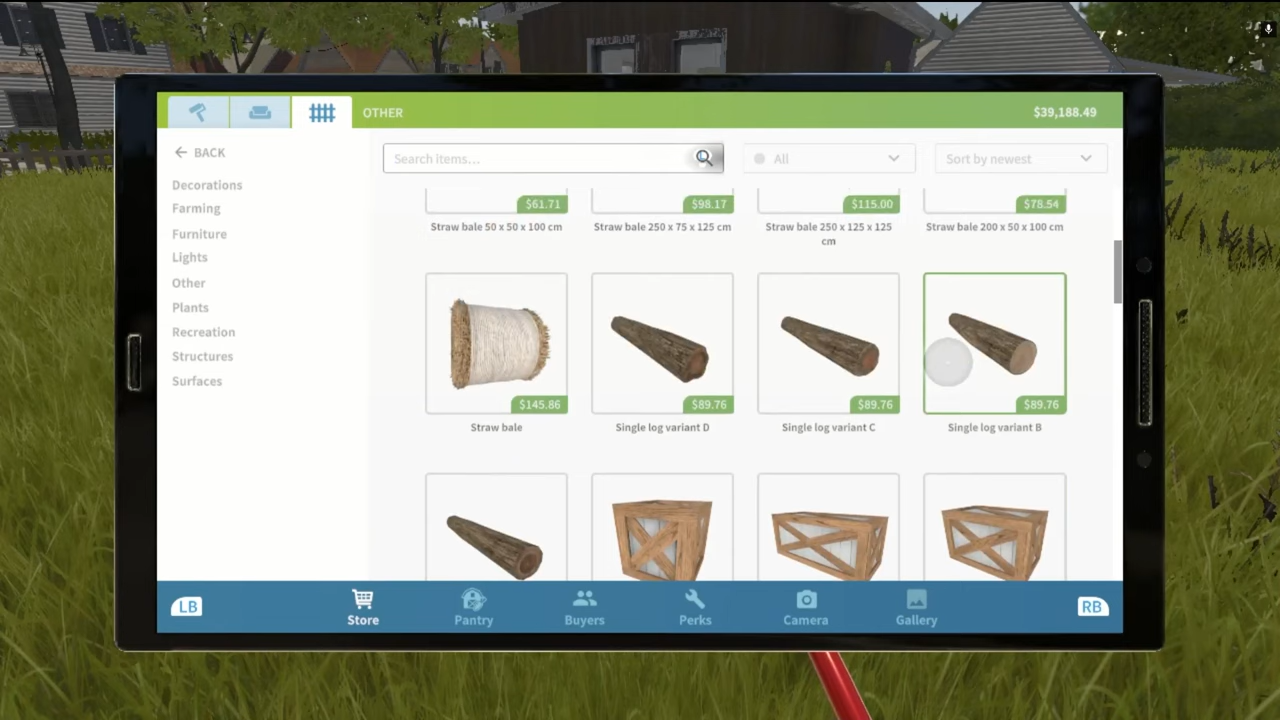 OTHER
$39,188.49
BACK
Search items...
All
Sort by newest
Decorations
Farming
Furniture
Lights
Other
Plants
Recreation
Structures
Surfaces
$61.71
$98.17
$115.00
$78.54
Straw bale 50 x 50 x 100 cm
Straw bale 250 x 75 x 125 cm
Straw bale 250 x 125 x 125
cm
Straw bale 200 x 50 x 100 cm
$145.86
$89.76
$89.76
$89.76
Straw bale
Single log variant D
Single log variant C
Single log variant B
LB
Store
Pantry
Buyers
Perks
Camera
Gallery
RB